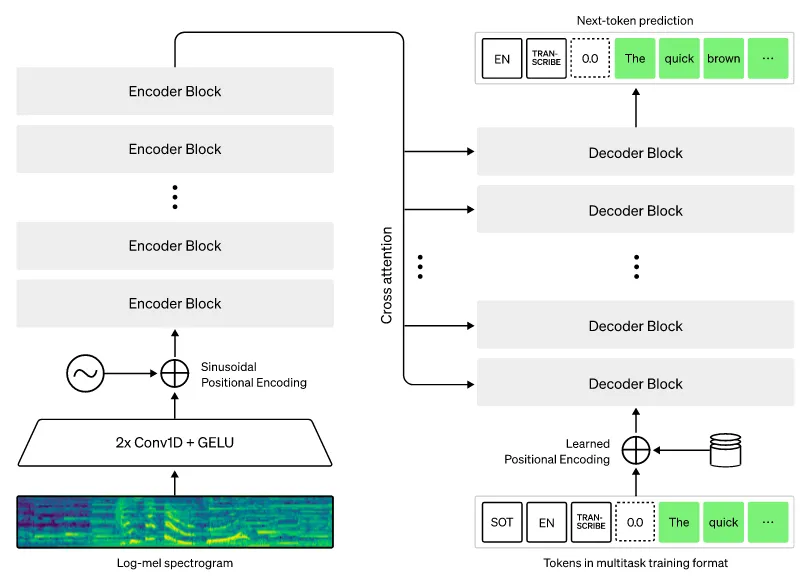 Next-token prediction
EN
TRAN-
SCRIBE
0.0
The
quick
brown
...
Encoder Block
Encoder Block
Encoder Block
Encoder Block
Sinusoidal
Positional Encoding
2x Conv1D + GELU
Log-mel spectrogram
Cross attention
Decoder Block
Decoder Block
Decoder Block
Decoder Block
Learned
Positional Encoding
SOT
EN
TRAN-
SCRIBE
0.0
The
quick
...
Tokens in multitask training format